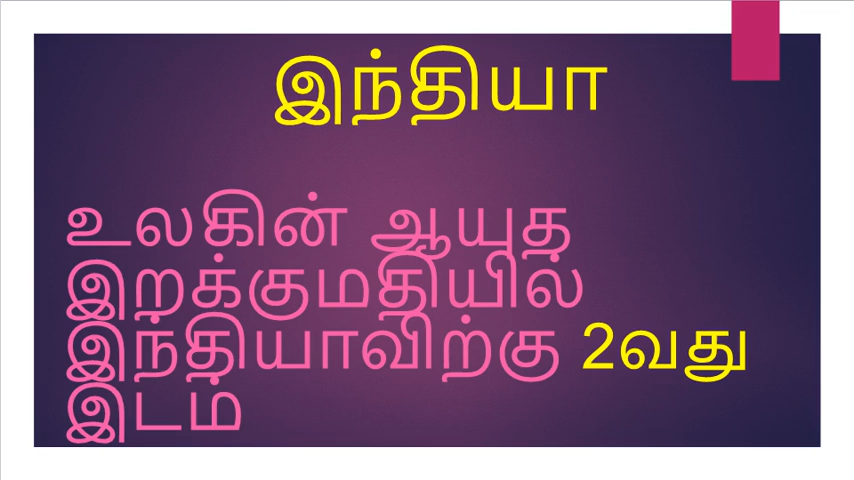 இந்தியா
உலகின் ஆயுத
இறக்குமதியில்
இந்தியாவிற்கு 2வது
இடம்